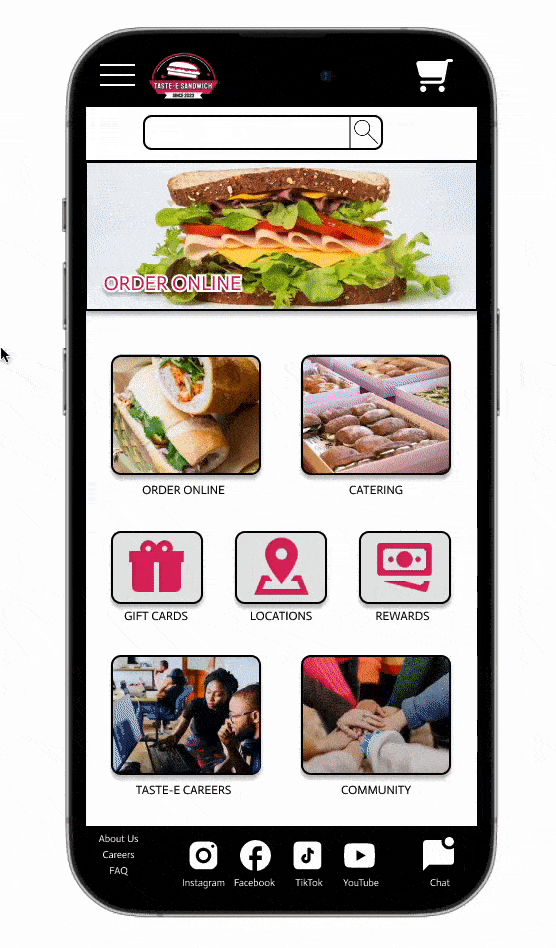 TASTE-E SANDWICH
SINCE 2023
ORDER ONLINE
ORDER ONLINE
CATERING
GIFT CARDS
LOCATIONS
REWARDS
TASTE-E CAREERS
COMMUNITY
About Us
Careers
FAQ
Instagram
Facebook
TikTok
YouTube
Chat